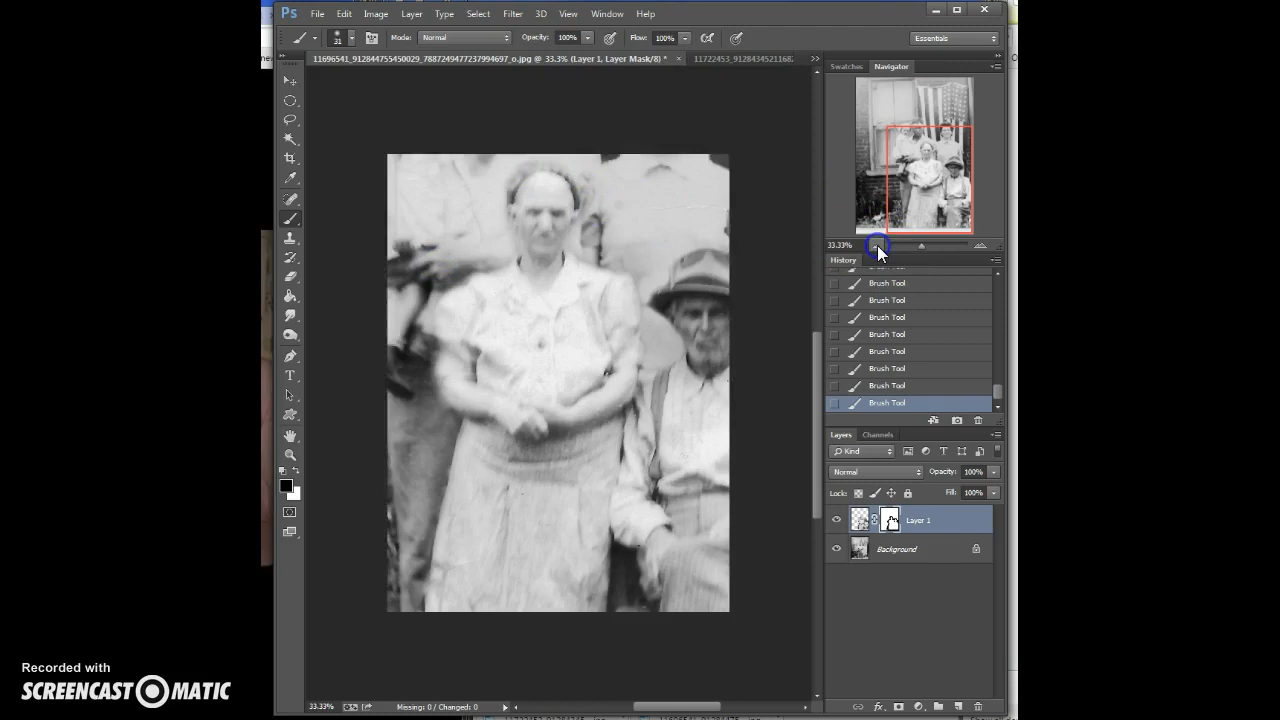 Ps File Edit Image Layer Type Select Filter 3D View Window Help
31 Mode: Normal Opacity: 100% Flow: 100% Essentials
11696541_912844755450029_7887249477237994697_o.jpg @ 33.3% (Layer 1, Layer Mask/8) * × 11722453_9128434521168
Swatches Navigator
33.33%
History
Brush Tool
Brush Tool
Brush Tool
Brush Tool
Brush Tool
Brush Tool
Brush Tool
Brush Tool
Layers Channels
Kind
Normal Opacity: 100%
Lock: Fill: 100%
Layer 1
Background
33.33% Missing: 0 / Changed: 0
Recorded with
SCREENCAST-O-MATIC